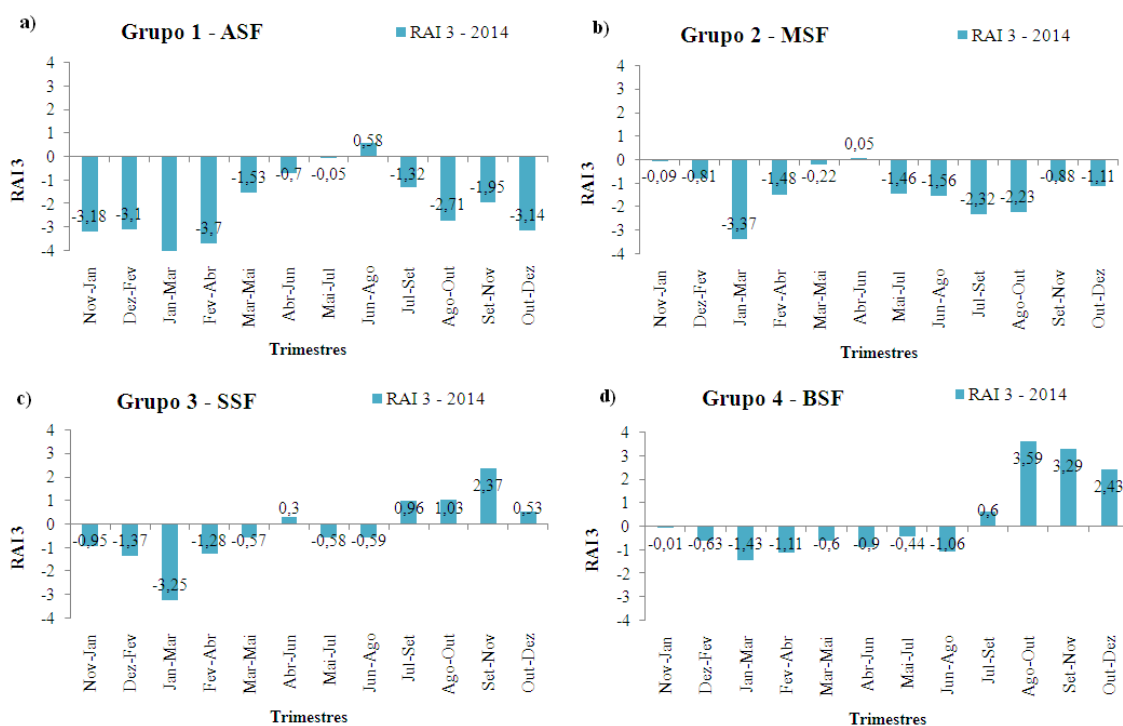 a)
Grupo 1 - ASF
RAI 3 - 2014
4
3
2
1
0
-1
-2
-3
-4
RAI 3
-3,18
-3,1
-3,7
-1,53
-0,7
-0,05
0,58
-1,32
-2,71
-1,95
-3,14
Nov-Jan
Dez-Fev
Jan-Mar
Fev-Abr
Mar-Mai
Abr-Jun
Mai-Jul
Jun-Ago
Jul-Set
Ago-Out
Set-Nov
Out-Dez
Trimestres
b)
Grupo 2 - MSF
RAI 3 - 2014
4
3
2
1
0
-1
-2
-3
-4
RAI 3
-0,09
-0,81
-3,37
-1,48
-0,22
0,05
-1,46
-1,56
-2,32
-2,23
-0,88
-1,11
Nov-Jan
Dez-Fev
Jan-Mar
Fev-Abr
Mar-Mai
Abr-Jun
Mai-Jul
Jun-Ago
Jul-Set
Ago-Out
Set-Nov
Out-Dez
Trimestres
c)
Grupo 3 - SSF
RAI 3 - 2014
4
3
2
1
0
-1
-2
-3
-4
RAI 3
-0,95
-1,37
-3,25
-1,28
-0,57
0,3
-0,58
-0,59
0,96
1,03
2,37
0,53
Nov-Jan
Dez-Fev
Jan-Mar
Fev-Abr
Mar-Mai
Abr-Jun
Mai-Jul
Jun-Ago
Jul-Set
Ago-Out
Set-Nov
Out-Dez
Trimestres
d)
Grupo 4 - BSF
RAI 3 - 2014
4
3
2
1
0
-1
-2
-3
-4
RAI 3
-0,01
-0,63
-1,43
-1,11
-0,6
-0,9
-0,44
-1,06
0,6
3,59
3,29
2,43
Nov-Jan
Dez-Fev
Jan-Mar
Fev-Abr
Mar-Mai
Abr-Jun
Mai-Jul
Jun-Ago
Jul-Set
Ago-Out
Set-Nov
Out-Dez
Trimestres